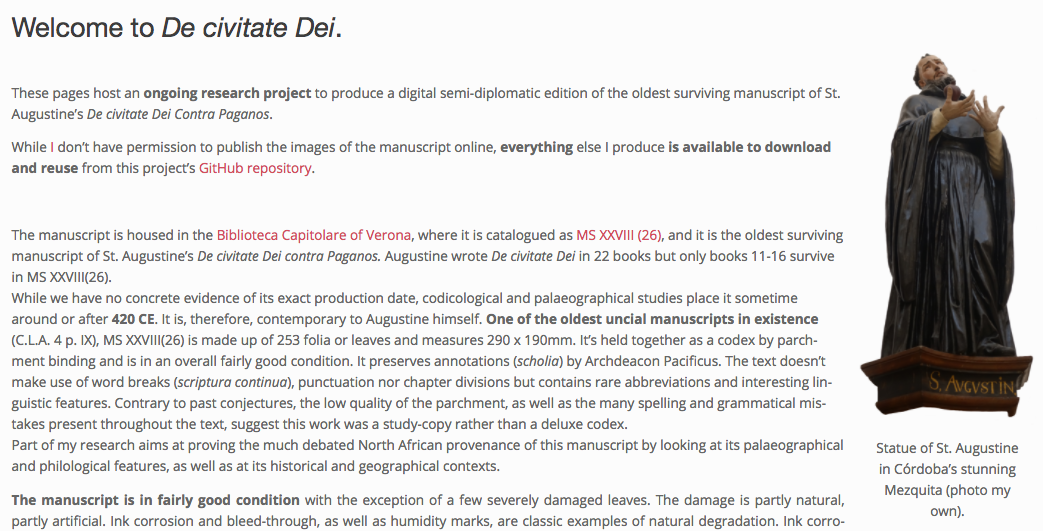 Welcome to De civitate Dei.
These pages host an ongoing research project to produce a digital semi-diplomatic edition of the oldest surviving manuscript of St.
Augustine’s De civitate Dei Contra Paganos.
While I don’t have permission to publish the images of the manuscript online, everything else I produce is available to download
and reuse from this project’s GitHub repository.
The manuscript is housed in the Biblioteca Capitolare of Verona, where it is catalogued as MS XXVIII (26), and it is the oldest surviving
manuscript of St. Augustine’s De civitate Dei contra Paganos. Augustine wrote De civitate Dei in 22 books but only books 11-16 survive
in MS XXVIII(26).
While we have no concrete evidence of its exact production date, codicological and palaeographical studies place it sometime
around or after 420 CE. It is, therefore, contemporary to Augustine himself. One of the oldest uncial manuscripts in existence
(C.L.A. 4 p. IX), MS XXVIII(26) is made up of 253 folia or leaves and measures 290 x 190mm. It’s held together as a codex by parch-
ment binding and is in an overall fairly good condition. It preserves annotations (scholia) by Archdeacon Pacificus. The text doesn’t
make use of word breaks (scriptura continua), punctuation nor chapter divisions but contains rare abbreviations and interesting lin-
guistic features. Contrary to past conjectures, the low quality of the parchment, as well as the many spelling and grammatical mis-
takes present throughout the text, suggest this work was a study-copy rather than a deluxe codex.
Part of my research aims at proving the much debated North African provenance of this manuscript by looking at its palaeographical
and philological features, as well as at its historical and geographical contexts.
The manuscript is in fairly good condition with the exception of a few severely damaged leaves. The damage is partly natural,
partly artificial. Ink corrosion and bleed-through, as well as humidity marks, are classic examples of natural degradation. Ink corro-
S. AVGVSTIN
Statue of St. Augustine
in Córdoba’s stunning
Mezquita (photo my
own).